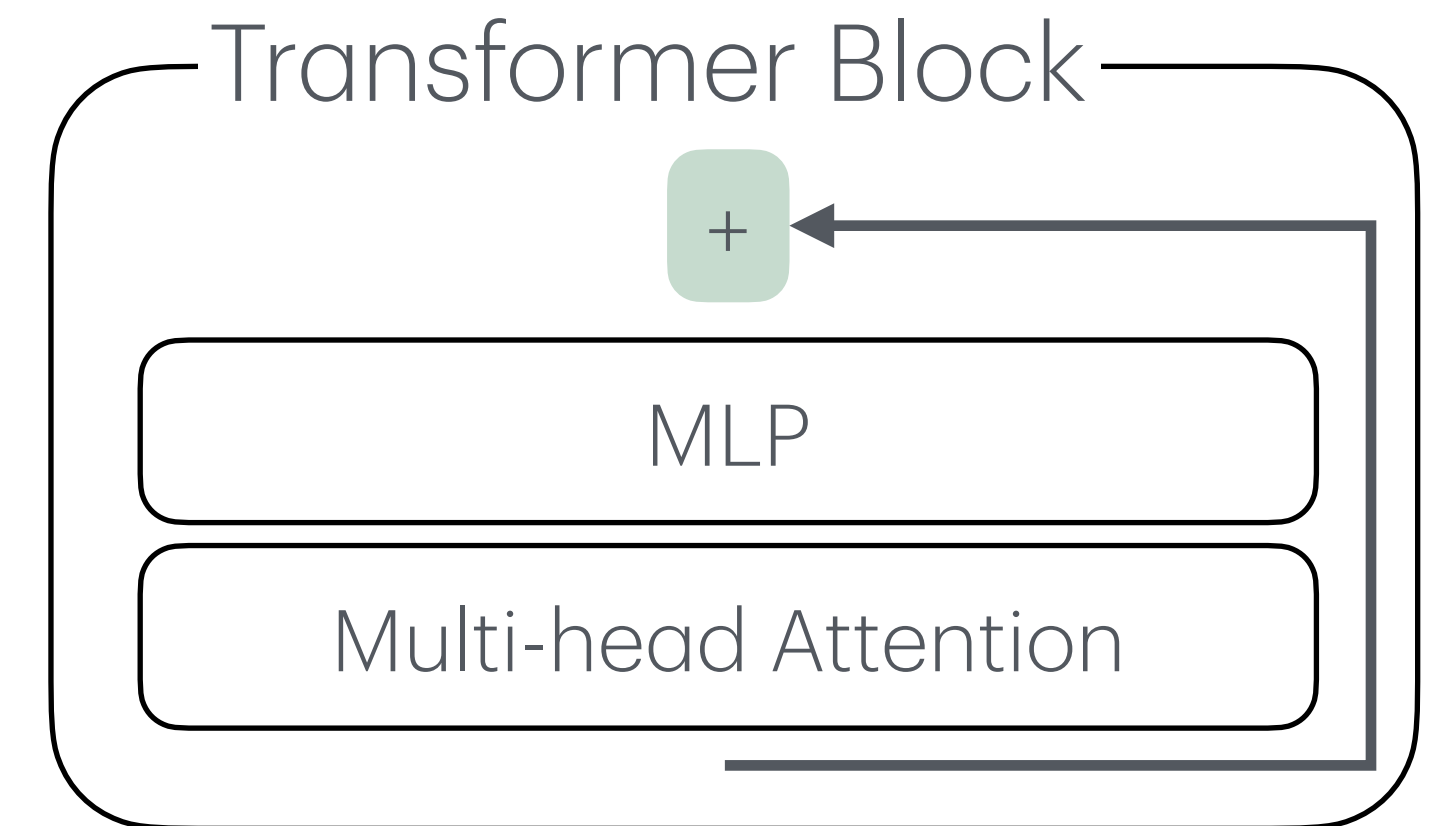 Transformer Block
+
MLP
Multi-head Attention